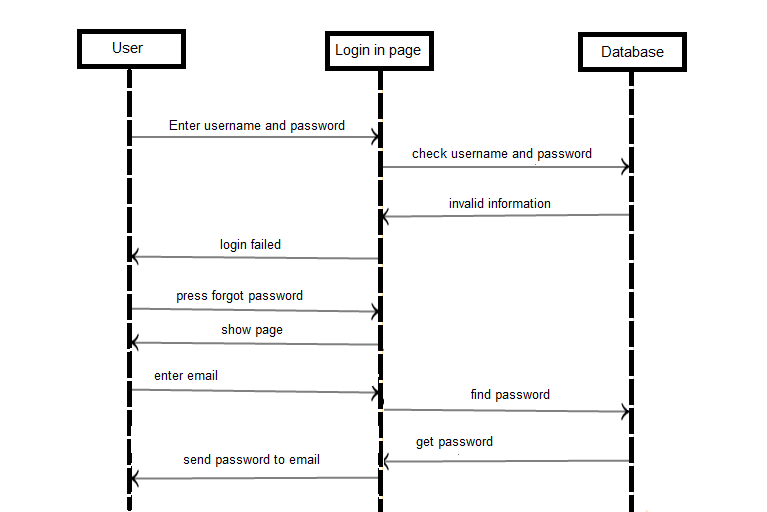 User
Login in page
Database
Enter username and password
check username and password
invalid information
login failed
press forgot password
show page
enter email
find password
get password
send password to email